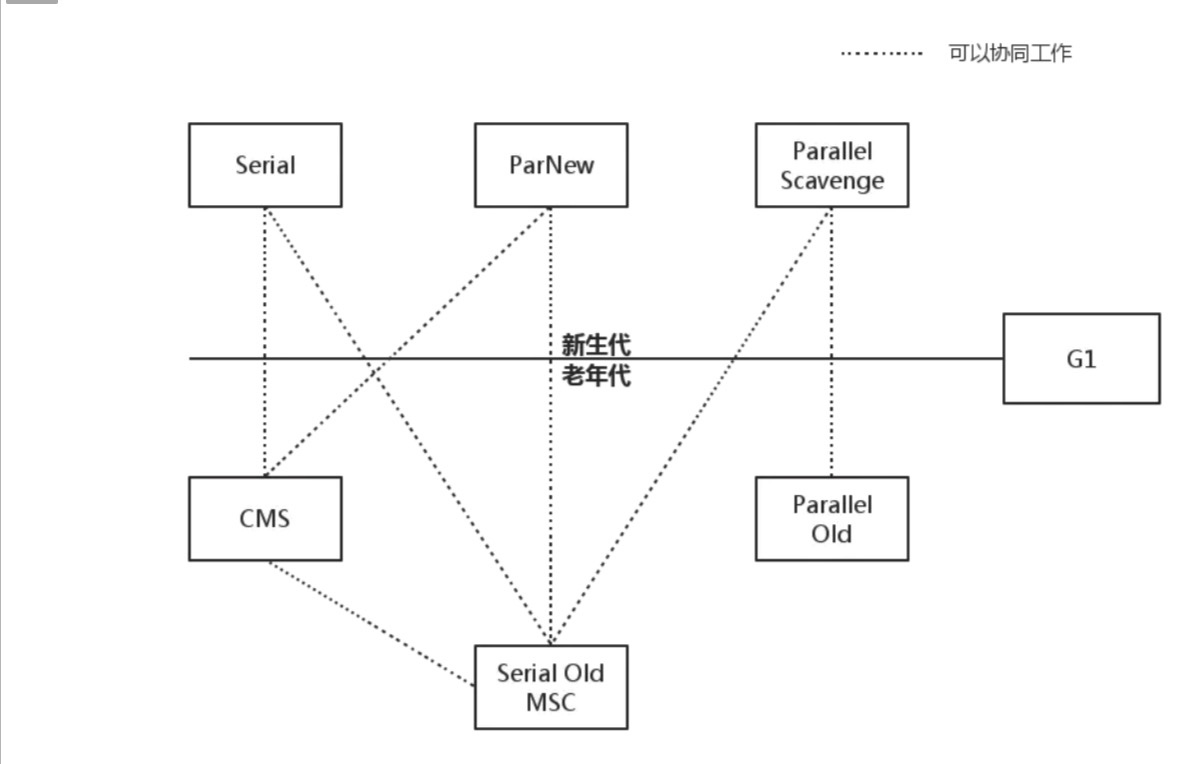 可以协同工作
Serial
ParNew
Parallel
Scavenge
新生代
老年代
G1
CMS
Parallel
Old
Serial Old
MSC